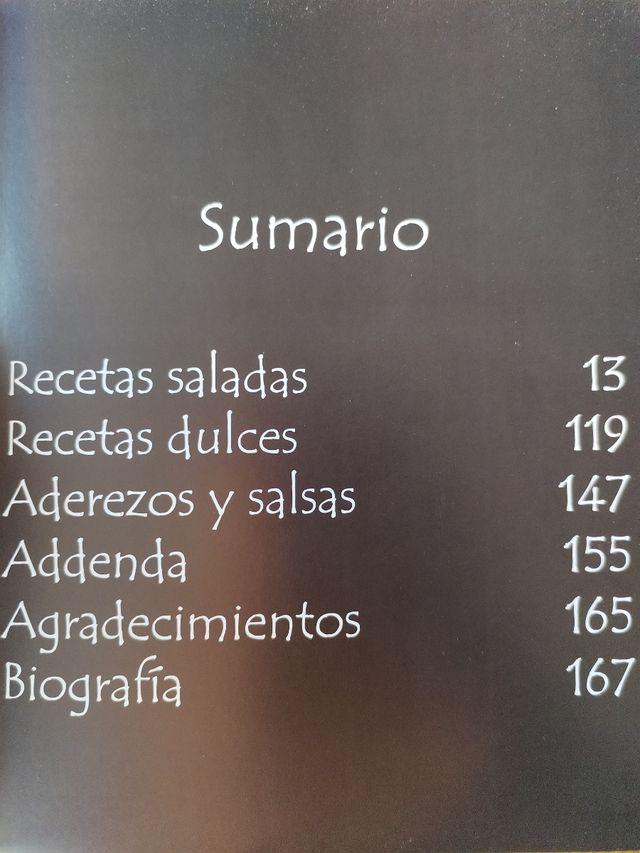 Sumario
Recetas saladas 13
Recetas dulces 119
Aderezos y salsas 147
Addenda 155
Agradecimientos 165
Biografía 167